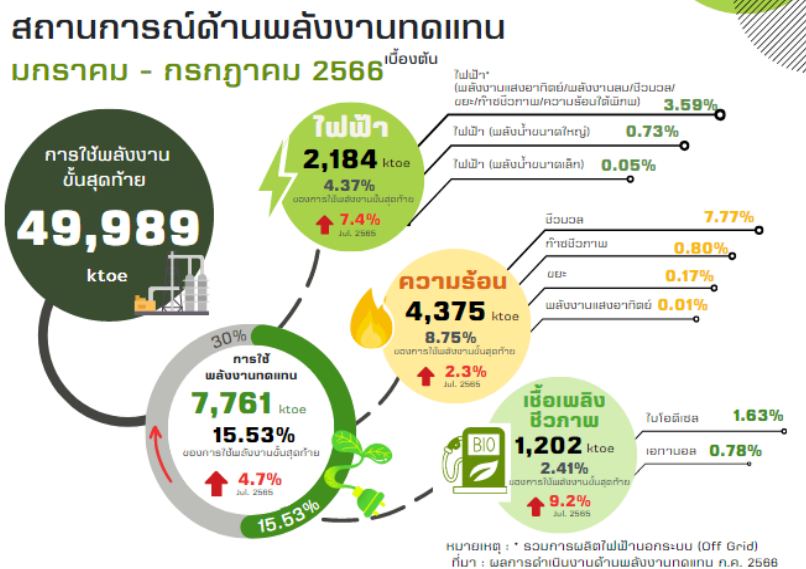 สถานการณ์ด้านพลังงานทดแทน
มกราคม - กรกฎาคม 2566 เบื้องต้น
การใช้พลังงาน
ขั้นสุดท้าย
49,989
ktoe
30%
การใช้
พลังงานทดแทน
7,761 ktoe
15.53%
ของการใช้พลังงานขั้นสุดท้าย
4.7%
Jul. 2565
15.53%
ไฟฟ้า
2,184 ktoe
4.37%
ของการใช้พลังงานขั้นสุดท้าย
7.4%
Jul. 2565
ไฟฟ้า*
(พลังงานแสงอาทิตย์/พลังงานลม/ชีวมวล/
ขยะ/ก๊าซชีวภาพ/ความร้อนใต้พิภพ) 3.59%
ไฟฟ้า (พลังน้ำขนาดใหญ่) 0.73%
ไฟฟ้า (พลังน้ำขนาดเล็ก) 0.05%
ความร้อน
4,375 ktoe
8.75%
ของการใช้พลังงานขั้นสุดท้าย
2.3%
Jul. 2565
ชีวมวล 7.77%
ก๊าซชีวภาพ 0.80%
ขยะ 0.17%
พลังงานแสงอาทิตย์ 0.01%
เชื้อเพลิง
ชีวภาพ
BIO
1,202 ktoe
2.41%
ของการใช้พลังงานขั้นสุดท้าย
9.2%
Jul. 2565
ไบโอดีเซล 1.63%
เอทานอล 0.78%
หมายเหตุ : * รวมการผลิตไฟฟ้านอกระบบ (Off Grid)
ที่มา : ผลการดำเนินงานด้านพลังงานทดแทน ก.ค. 2566